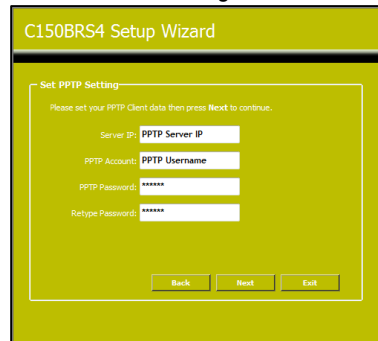 C150BRS4 Setup Wizard
Set PPTP Setting
Please set your PPTP Client data then press Next to continue.
Server IP: PPTP Server IP
PPTP Account: PPTP Username
PPTP Password: ******
Retype Password: ******
Back Next Exit